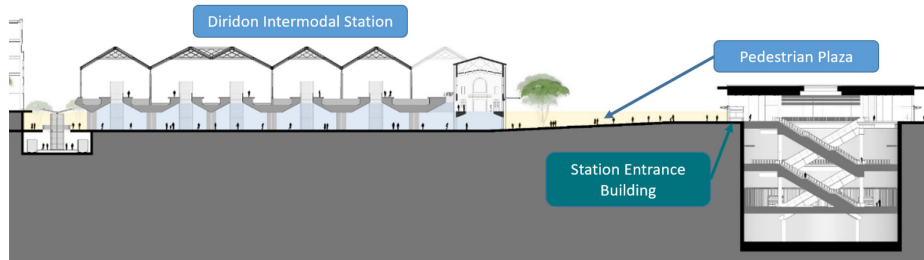 Diridon Intermodal Station
Pedestrian Plaza
Station Entrance
Building